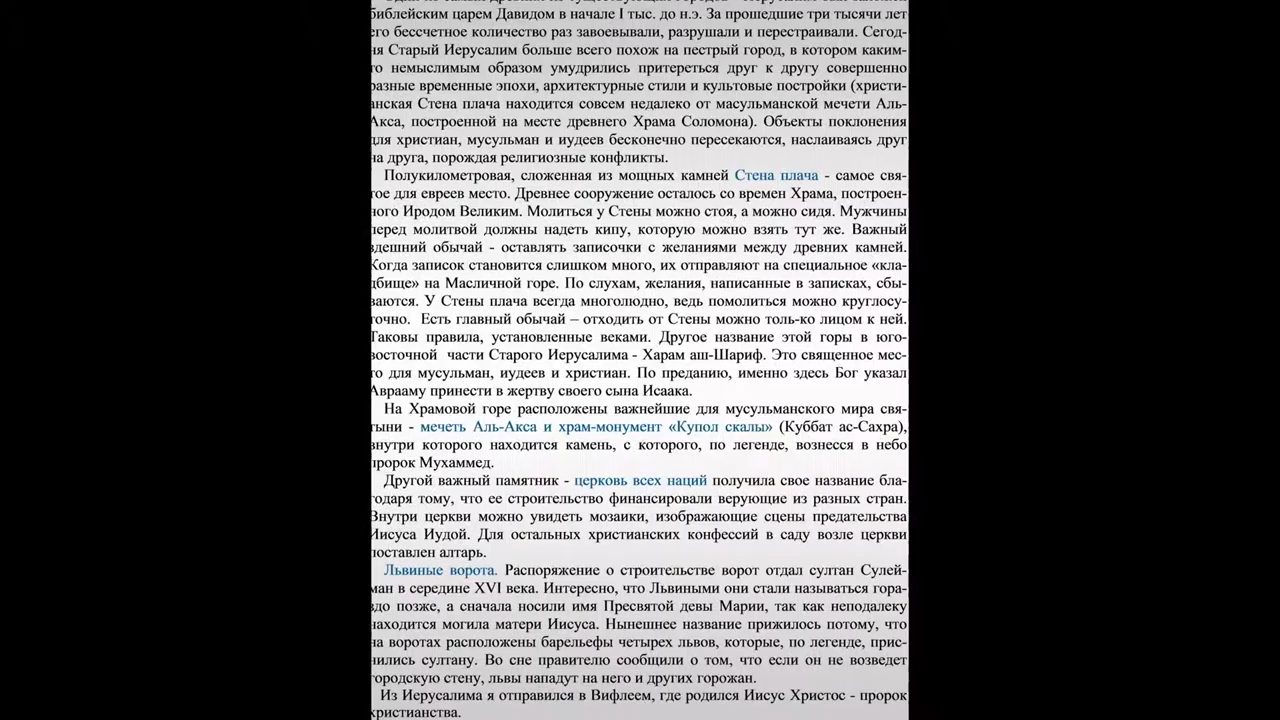 библейским царем Давидом в начале I тыс. до н.э. За прошедшие три тысячи лет
его бессчетное количество раз завоевывали, разрушали и перестраивали. Сегод-
ня Старый Иерусалим больше всего похож на пестрый город, в котором каким-
то немыслимым образом умудрились притереться друг к другу совершенно
разные временные эпохи, архитектурные стили и культовые постройки (христи-
анская Стена плача находится совсем недалеко от масульманской мечети Аль-
Акса, построенной на месте древнего Храма Соломона). Объекты поклонения
для христиан, мусульман и иудеев бесконечно пересекаются, наслаиваясь друг
на друга, порождая религиозные конфликты.
Полукилометровая, сложенная из мощных камней Стена плача - самое свя-
тое для евреев место. Древнее сооружение осталось со времен Храма, построен-
ного Иродом Великим. Молиться у Стены можно стоя, а можно сидя. Мужчины
перед молитвой должны надеть кипу, которую можно взять тут же. Важный
здешний обычай - оставлять записочки с желаниями между древних камней.
Когда записок становится слишком много, их отправляют на специальное «кла-
дбище» на Масличной горе. По слухам, желания, написанные в записках, сбы-
ваются. У Стены плача всегда многолюдно, ведь помолиться можно круглосу-
точно. Есть главный обычай – отходить от Стены можно толь-ко лицом к ней.
Таковы правила, установленные веками. Другое название этой горы в юго-
восточной части Старого Иерусалима - Харам аш-Шариф. Это священное мес-
то для мусульман, иудеев и христиан. По преданию, именно здесь Бог указал
Аврааму принести в жертву своего сына Исаака.
На Храмовой горе расположены важнейшие для мусульманского мира свя-
тыни - мечеть Аль-Акса и храм-монумент «Купол скалы» (Куббат ас-Сахра),
внутри которого находится камень, с которого, по легенде, вознесся в небо
пророк Мухаммед.
Другой важный памятник - церковь всех наций получила свое название бла-
годаря тому, что ее строительство финансировали верующие из разных стран.
Внутри церкви можно увидеть мозаики, изображающие сцены предательства
Иисуса Иудой. Для остальных христианских конфессий в саду возле церкви
поставлен алтарь.
Львиные ворота. Распоряжение о строительстве ворот отдал султан Сулей-
ман в середине XVI века. Интересно, что Львиными они стали называться гора-
здо позже, а сначала носили имя Пресвятой девы Марии, так как неподалеку
находится могила матери Иисуса. Нынешнее название прижилось потому, что
на воротах расположены барельефы четырех львов, которые, по легенде, прис-
нились султану. Во сне правителю сообщили о том, что если он не возведет
городскую стену, львы нападут на него и других горожан.
Из Иерусалима я отправился в Вифлеем, где родился Иисус Христос - пророк
христианства.